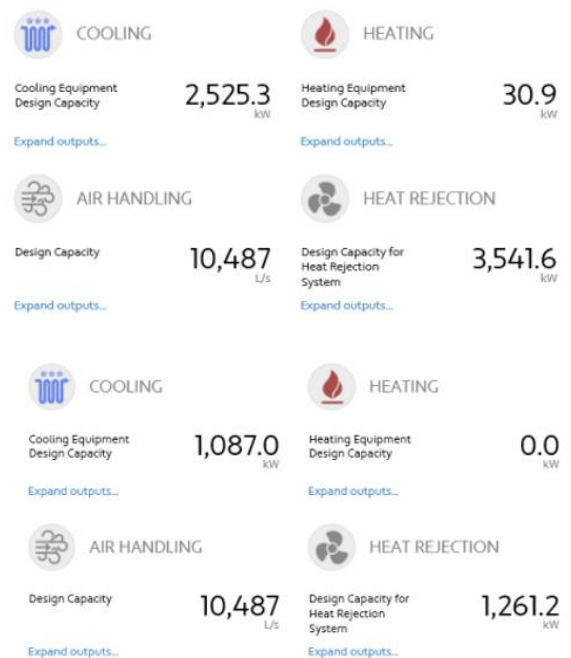 COOLING
HEATING
Cooling Equipment
Design Capacity
2,525.3
kW
Heating Equipment
Design Capacity
30.9
kW
Expand outputs...
Expand outputs...
AIR HANDLING
HEAT REJECTION
Design Capacity
10,487
L/s
Design Capacity for
Heat Rejection
System
3,541.6
kW
Expand outputs...
Expand outputs...
COOLING
HEATING
Cooling Equipment
Design Capacity
1,087.0
kW
Heating Equipment
Design Capacity
0.0
kW
Expand outputs...
Expand outputs...
AIR HANDLING
HEAT REJECTION
Design Capacity
10,487
L/s
Design Capacity for
Heat Rejection
System
1,261.2
kW
Expand outputs...
Expand outputs...